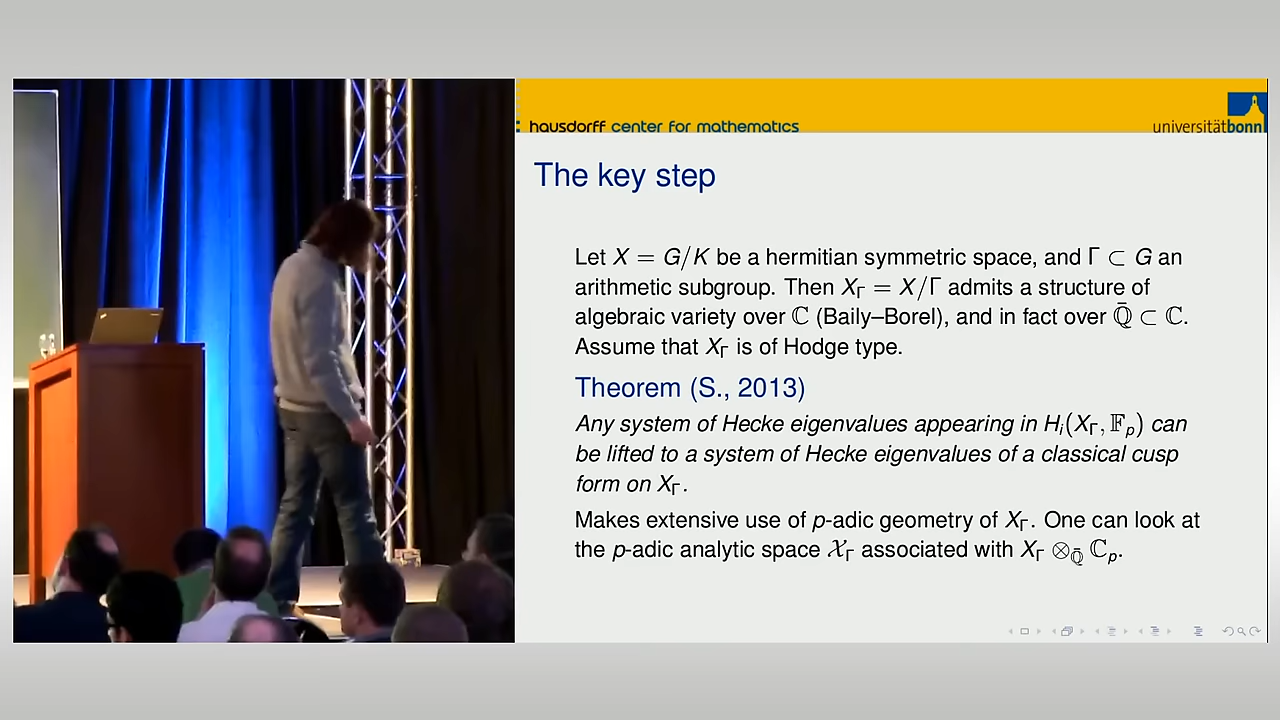 hausdorff center for mathematics
universitätbonn
The key step
Let X = G/K be a hermitian symmetric space, and Γ ⊂ G an
arithmetic subgroup. Then X_Γ = X/Γ admits a structure of
algebraic variety over ℂ (Baily–Borel), and in fact over ℚ̄ ⊂ ℂ.
Assume that X_Γ is of Hodge type.
Theorem (S., 2013)
Any system of Hecke eigenvalues appearing in H_i(X_Γ, 𝔽_p) can
be lifted to a system of Hecke eigenvalues of a classical cusp
form on X_Γ.
Makes extensive use of p-adic geometry of X_Γ. One can look at
the p-adic analytic space 𝒳_Γ associated with X_Γ ⊗_ℚ̄ ℂ_p.